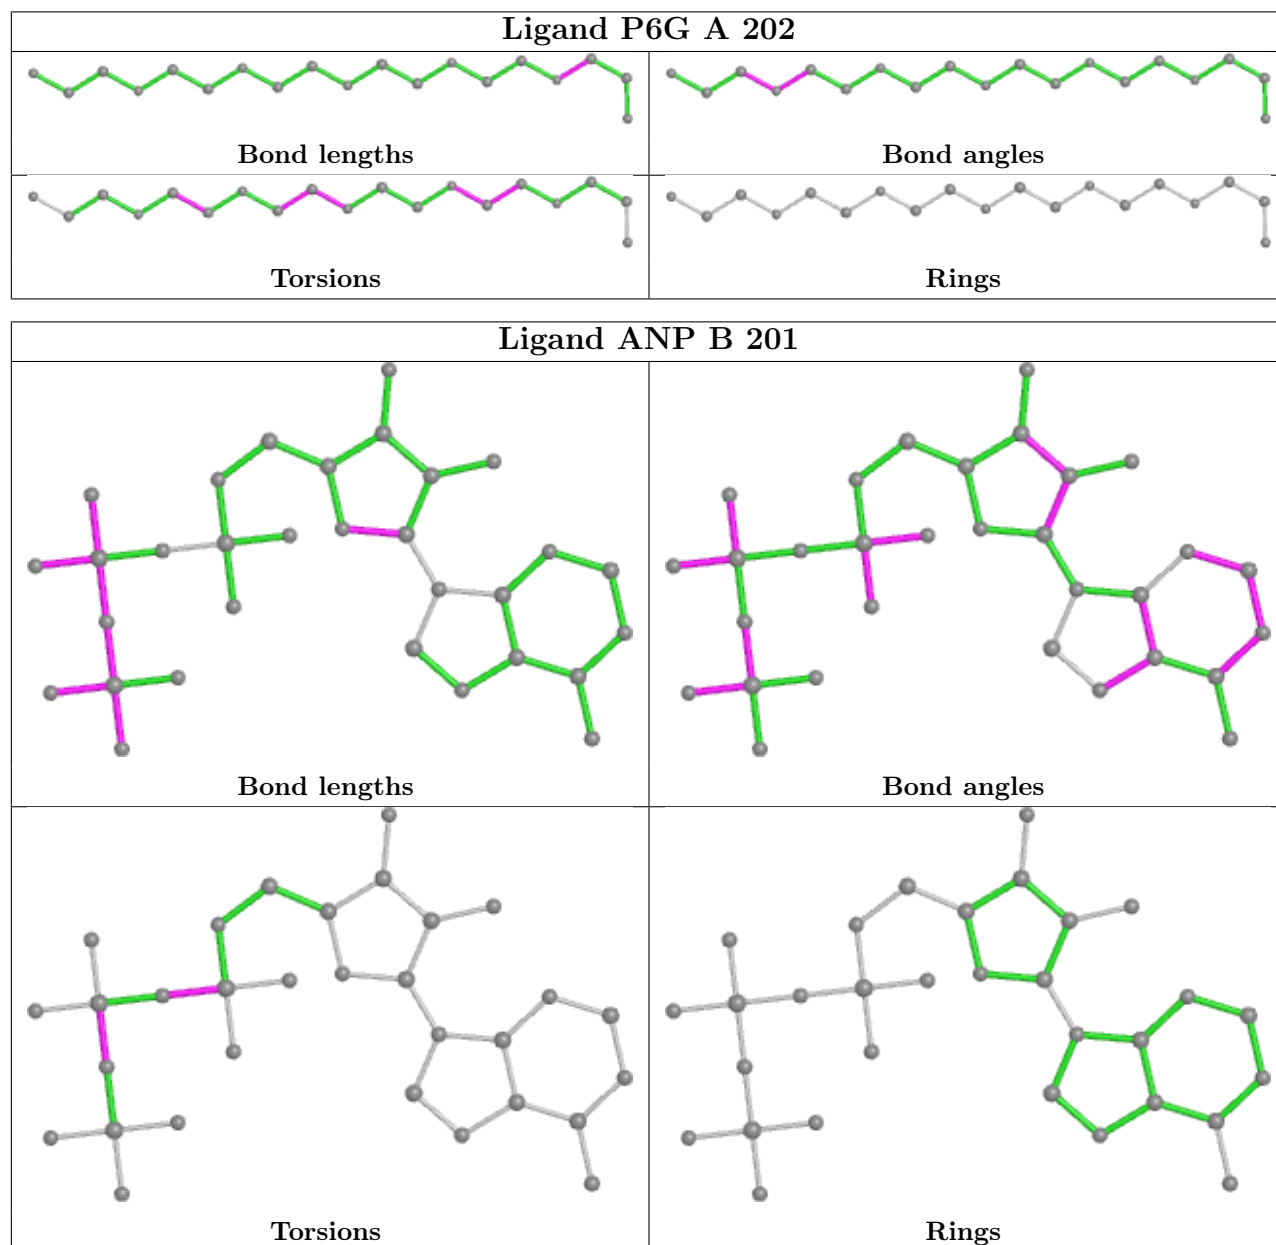 Ligand P6G A 202
Bond lengths
Bond angles
Torsions
Rings
Ligand ANP B 201
Bond lengths
Bond angles
Torsions
Rings